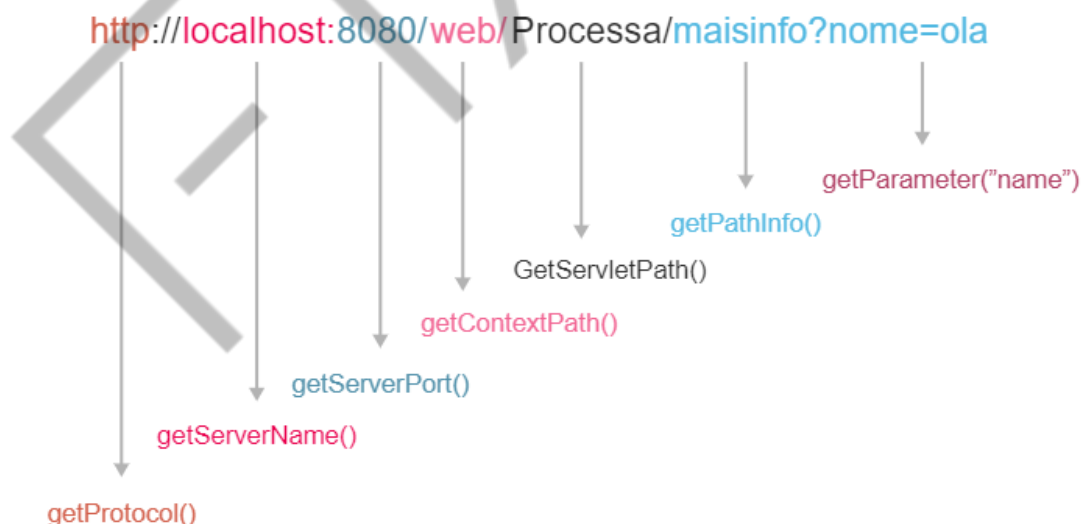 http://localhost:8080/web/Processa/maisinfo?nome=ola
getParameter("name")
getPathInfo()
GetServletPath()
getContextPath()
getServerPort()
getServerName()
getProtocol()